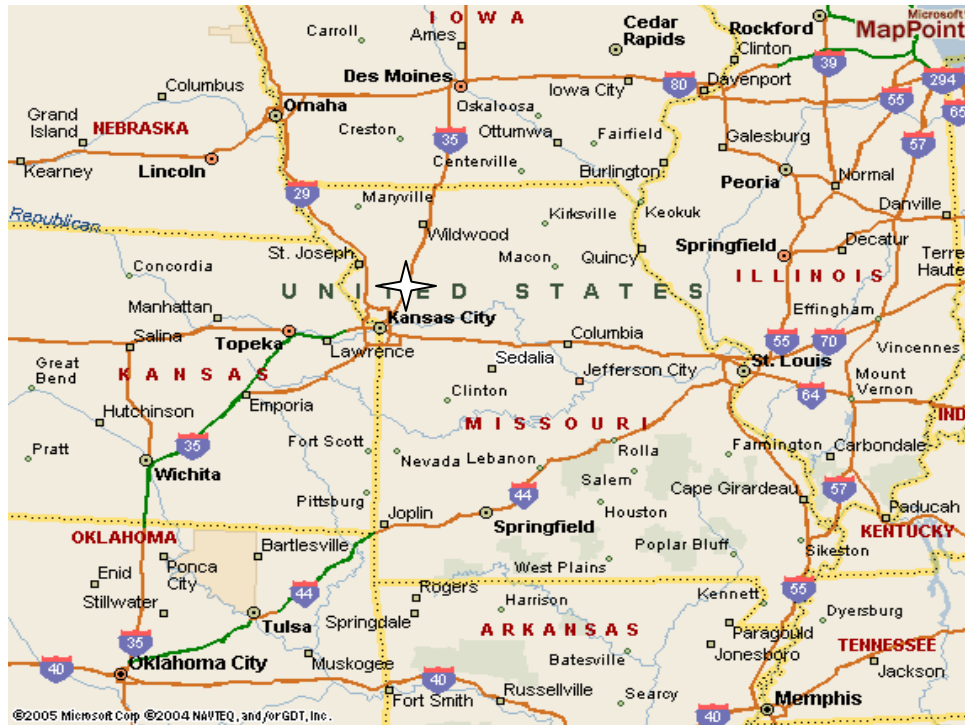 I O W A
Microsoft
MapPoint
Carroll
Ames
Cedar
Rapids
Rockford
Clinton
39
294
Des Moines
Iowa City
80
Davenport
55
65
Columbus
Omaha
Oskaloosa
Grand
Island
NEBRASKA
Creston
35
Ottumwa
Fairfield
Galesburg
57
Kearney
Lincoln
Centerville
Burlington
Peoria
Normal
29
Maryville
Keokuk
Danville
Republican
Wildwood
Kirksville
Springfield
Decatur
St. Joseph
Macon
Quincy
I L L I N O I S
Terre
Haute
Concordia
U N I T E D S T A T E S
Manhattan
Kansas City
Effingham
Salina
Topeka
Lawrence
Columbia
55
70
Vincennes
Great
Bend
K A N S A S
Sedalia
Jefferson City
St. Louis
Mount
Vernon
Emporia
Clinton
64
Hutchinson
M I S S O U R I
IND
Pratt
35
Fort Scott
Nevada
Lebanon
Rolla
Farmington
Carbondale
Wichita
Salem
Pittsburg
44
Cape Girardeau
57
Joplin
Springfield
Houston
Paducah
OKLAHOMA
Bartlesville
Poplar Bluff
Sikeston
KENTUCKY
Ponca
City
West Plains
Enid
44
Rogers
Kennett
55
Stillwater
Tulsa
Springdale
Harrison
Dyersburg
35
A R K A N S A S
Paragould
TENNESSEE
40
Oklahoma City
Muskogee
Batesville
Jonesboro
Jackson
Fort Smith
40
Russellville
Searcy
40
Memphis
©2005 Microsoft Corp ©2004 NAVTEQ, and/or GDT, Inc.